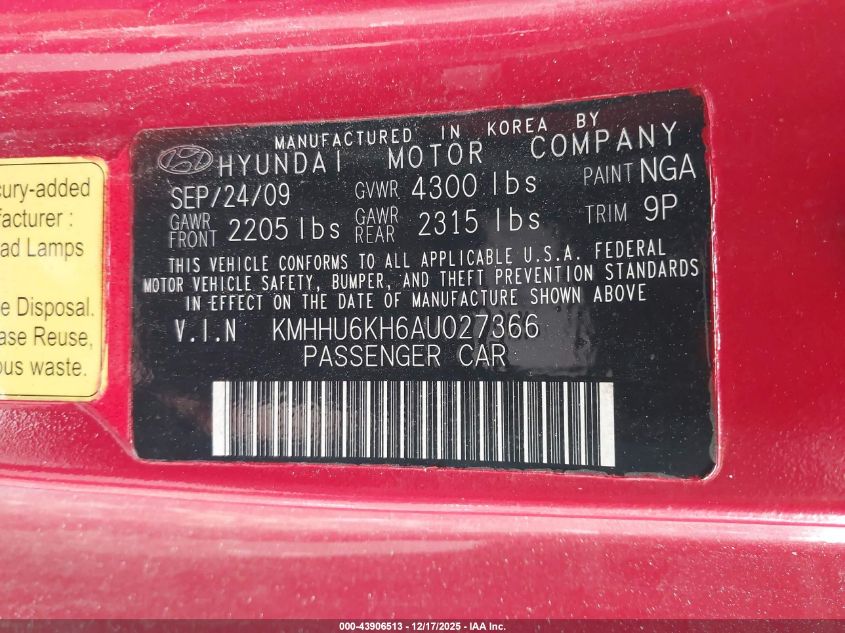 cury-added
facturer :
ad Lamps
e Disposal.
ase Reuse,
ous waste.
MANUFACTURED IN KOREA BY
HYUNDAI MOTOR COMPANY
SEP/24/09 GVWR 4300 lbs PAINT NGA
GAWR FRONT 2205 lbs GAWR REAR 2315 lbs TRIM 9P
THIS VEHICLE CONFORMS TO ALL APPLICABLE U.S.A. FEDERAL
MOTOR VEHICLE SAFETY, BUMPER, AND THEFT PREVENTION STANDARDS
IN EFFECT ON THE DATE OF MANUFACTURE SHOWN ABOVE
V.I.N KMHHU6KH6AU027366
PASSENGER CAR
000-43906513 - 12/17/2025 - IAA Inc.